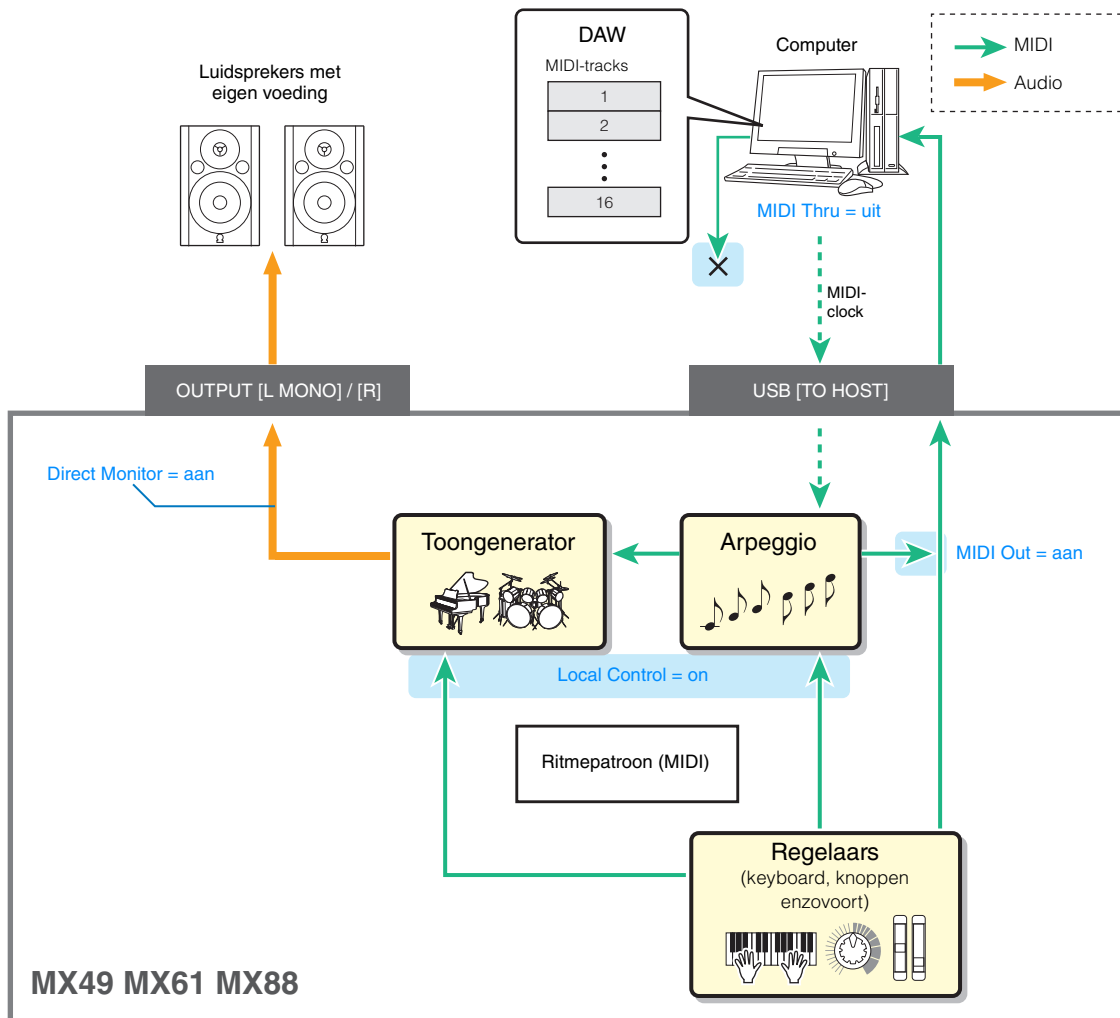 DAW
MIDI-tracks
1
2
16
Computer
MIDI
Audio
Luidsprekers met
eigen voeding
MIDI Thru = uit
MIDI-
clock
OUTPUT [L MONO] / [R]
USB [TO HOST]
Direct Monitor = aan
Toongenerator
Arpeggio
MIDI Out = aan
Local Control = on
Ritmepatroon (MIDI)
Regelaars
(keyboard, knoppen
enzovoort)
MX49 MX61 MX88